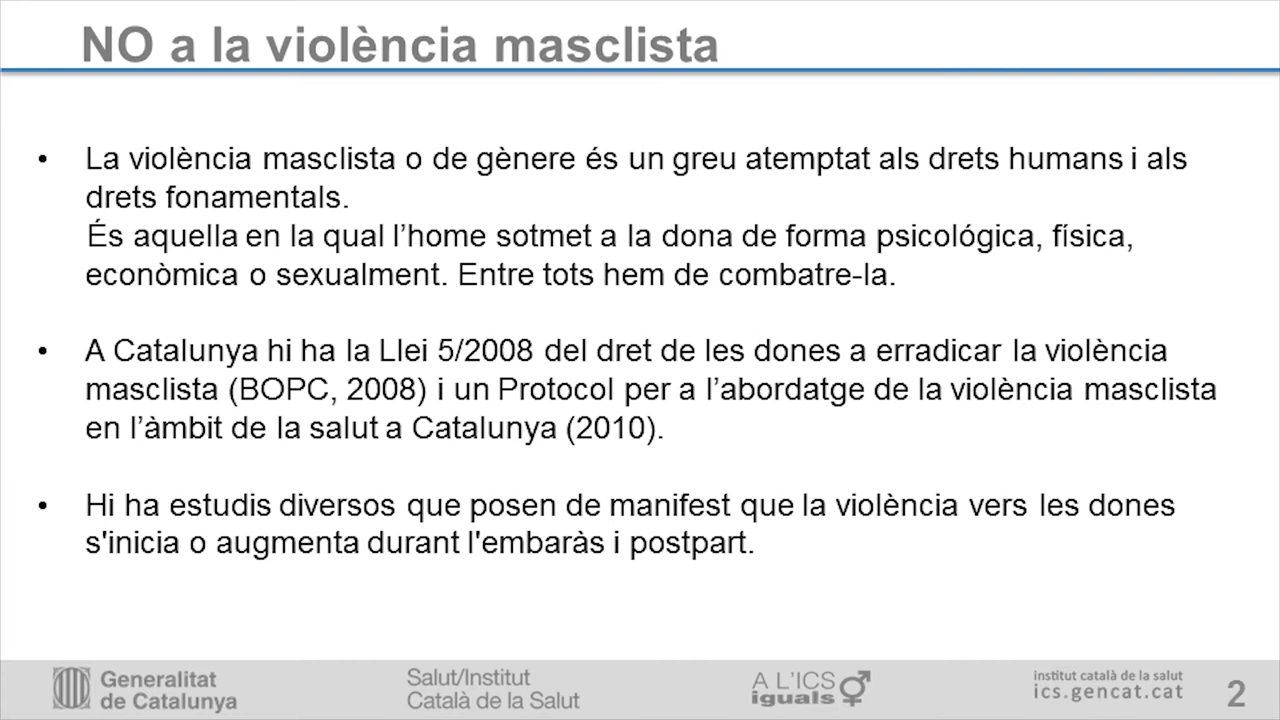 NO a la violència masclista
• La violència masclista o de gènere és un greu atemptat als drets humans i als
drets fonamentals.
És aquella en la qual l’home sotmet a la dona de forma psicológica, física,
econòmica o sexualment. Entre tots hem de combatre-la.
• A Catalunya hi ha la Llei 5/2008 del dret de les dones a erradicar la violència
masclista (BOPC, 2008) i un Protocol per a l’abordatge de la violència masclista
en l’àmbit de la salut a Catalunya (2010).
• Hi ha estudis diversos que posen de manifest que la violència vers les dones
s'inicia o augmenta durant l'embaràs i postpart.
Generalitat
de Catalunya
Salut/Institut
Català de la Salut
A L'ICS
iguals
institut català de la salut
ics.gencat.cat
2